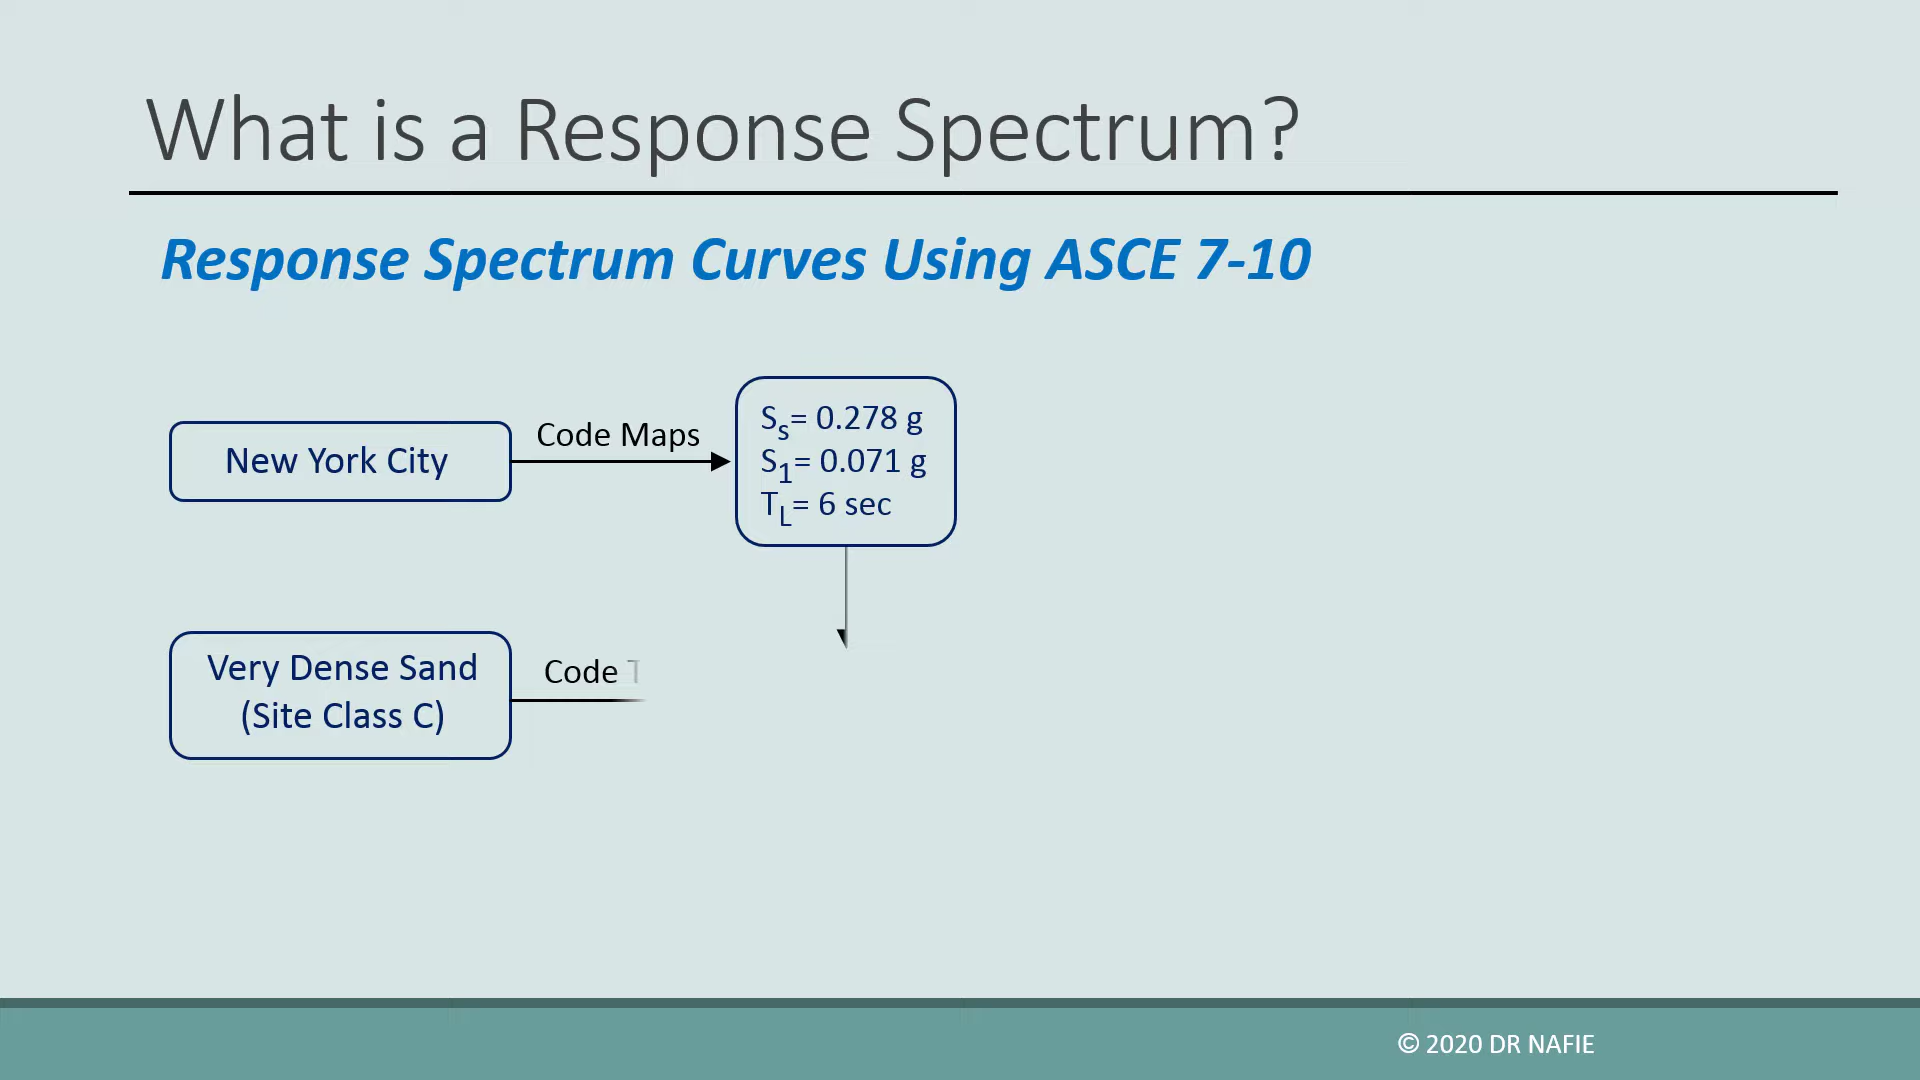 What is a Response Spectrum?
Response Spectrum Curves Using ASCE 7-10
New York City
Code Maps
Ss= 0.278 g
S1= 0.071 g
TL= 6 sec
Very Dense Sand
(Site Class C)
Code
© 2020 DR NAFIE